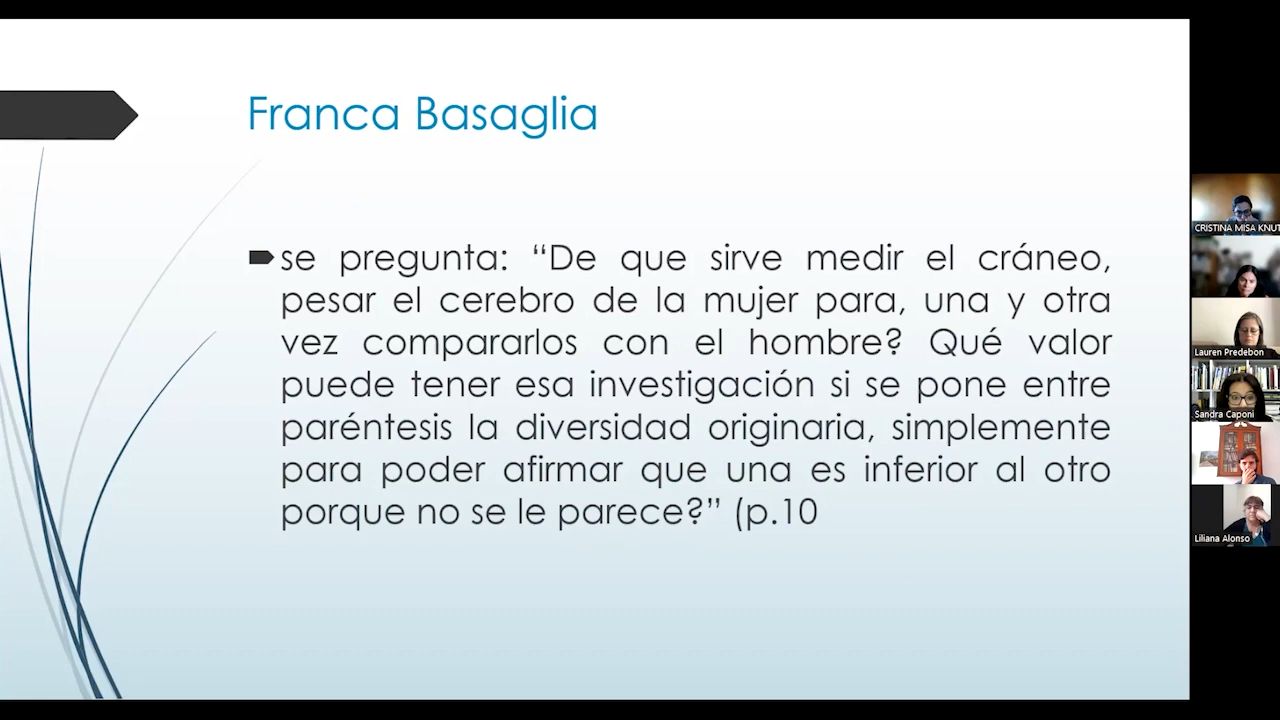 Franca Basaglia
se pregunta: “De que sirve medir el cráneo,
pesar el cerebro de la mujer para, una y otra
vez compararlos con el hombre? Qué valor
puede tener esa investigación si se pone entre
paréntesis la diversidad originaria, simplemente
para poder afirmar que una es inferior al otro
porque no se le parece?” (p.10
CRISTINA MISA KNUT
Lauren Predebon
Sandra Caponi
Liliana Alonso